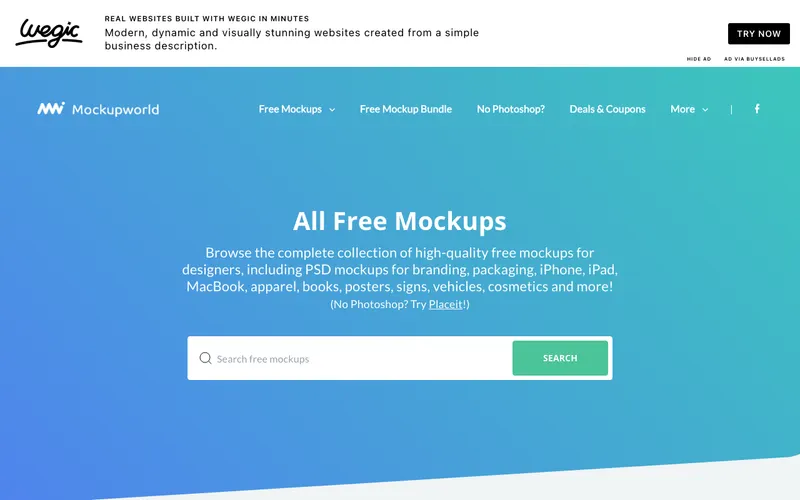 wegic
REAL WEBSITES BUILT WITH WEGIC IN MINUTES
Modern, dynamic and visually stunning websites created from a simple
business description.
TRY NOW
HIDE AD
AD VIA BUYSELLADS
Mockupworld
Free Mockups
Free Mockup Bundle
No Photoshop?
Deals & Coupons
More
|
f
All Free Mockups
Browse the complete collection of high-quality free mockups for
designers, including PSD mockups for branding, packaging, iPhone, iPad,
MacBook, apparel, books, posters, signs, vehicles, cosmetics and more!
(No Photoshop? Try Placeit!)
Search free mockups
SEARCH